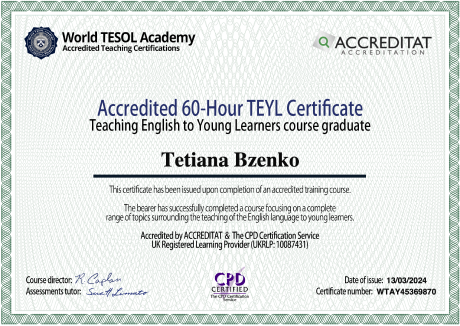 World TESOL Academy
Accredited Teaching Certifications
ACCREDITAT
ACCREDITATION
Accredited 60-Hour TEYL Certificate
Teaching English to Young Learners course graduate
Tetiana Bzenko
This certificate has been issued upon completion of an accredited training course.
The bearer has successfully completed a course focusing on a complete
range of topics surrounding the teaching of the English language to young learners.
Accredited by ACCREDITAT & The CPD Certification Service
UK Registered Learning Provider (UKRLP: 10087431)
Course director: R. Caplan
Assessments tutor:
CPD
CERTIFIED
The CPD Certification
Service
Date of issue: 13/03/2024
Certificate number: WTAY45369870